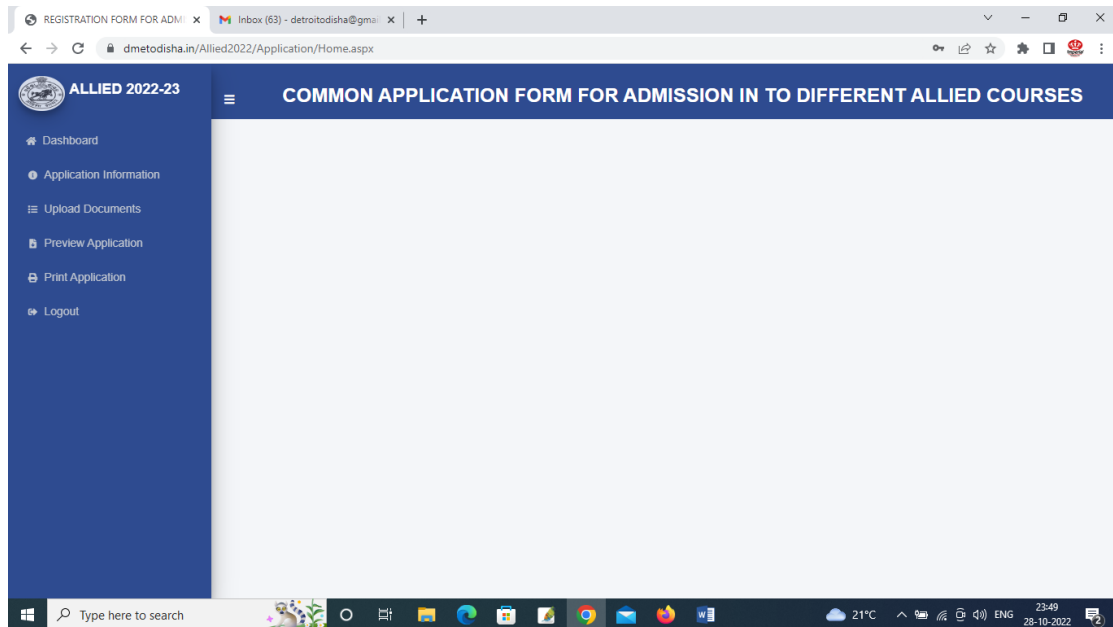 REGISTRATION FORM FOR ADMI
Inbox (63) - detroitodisha@gmai
dmetodisha.in/Allied2022/Application/Home.aspx
ALLIED 2022-23
COMMON APPLICATION FORM FOR ADMISSION IN TO DIFFERENT ALLIED COURSES
Dashboard
Application Information
Upload Documents
Preview Application
Print Application
Logout
Type here to search
21°C
ENG
23:49
28-10-2022
2